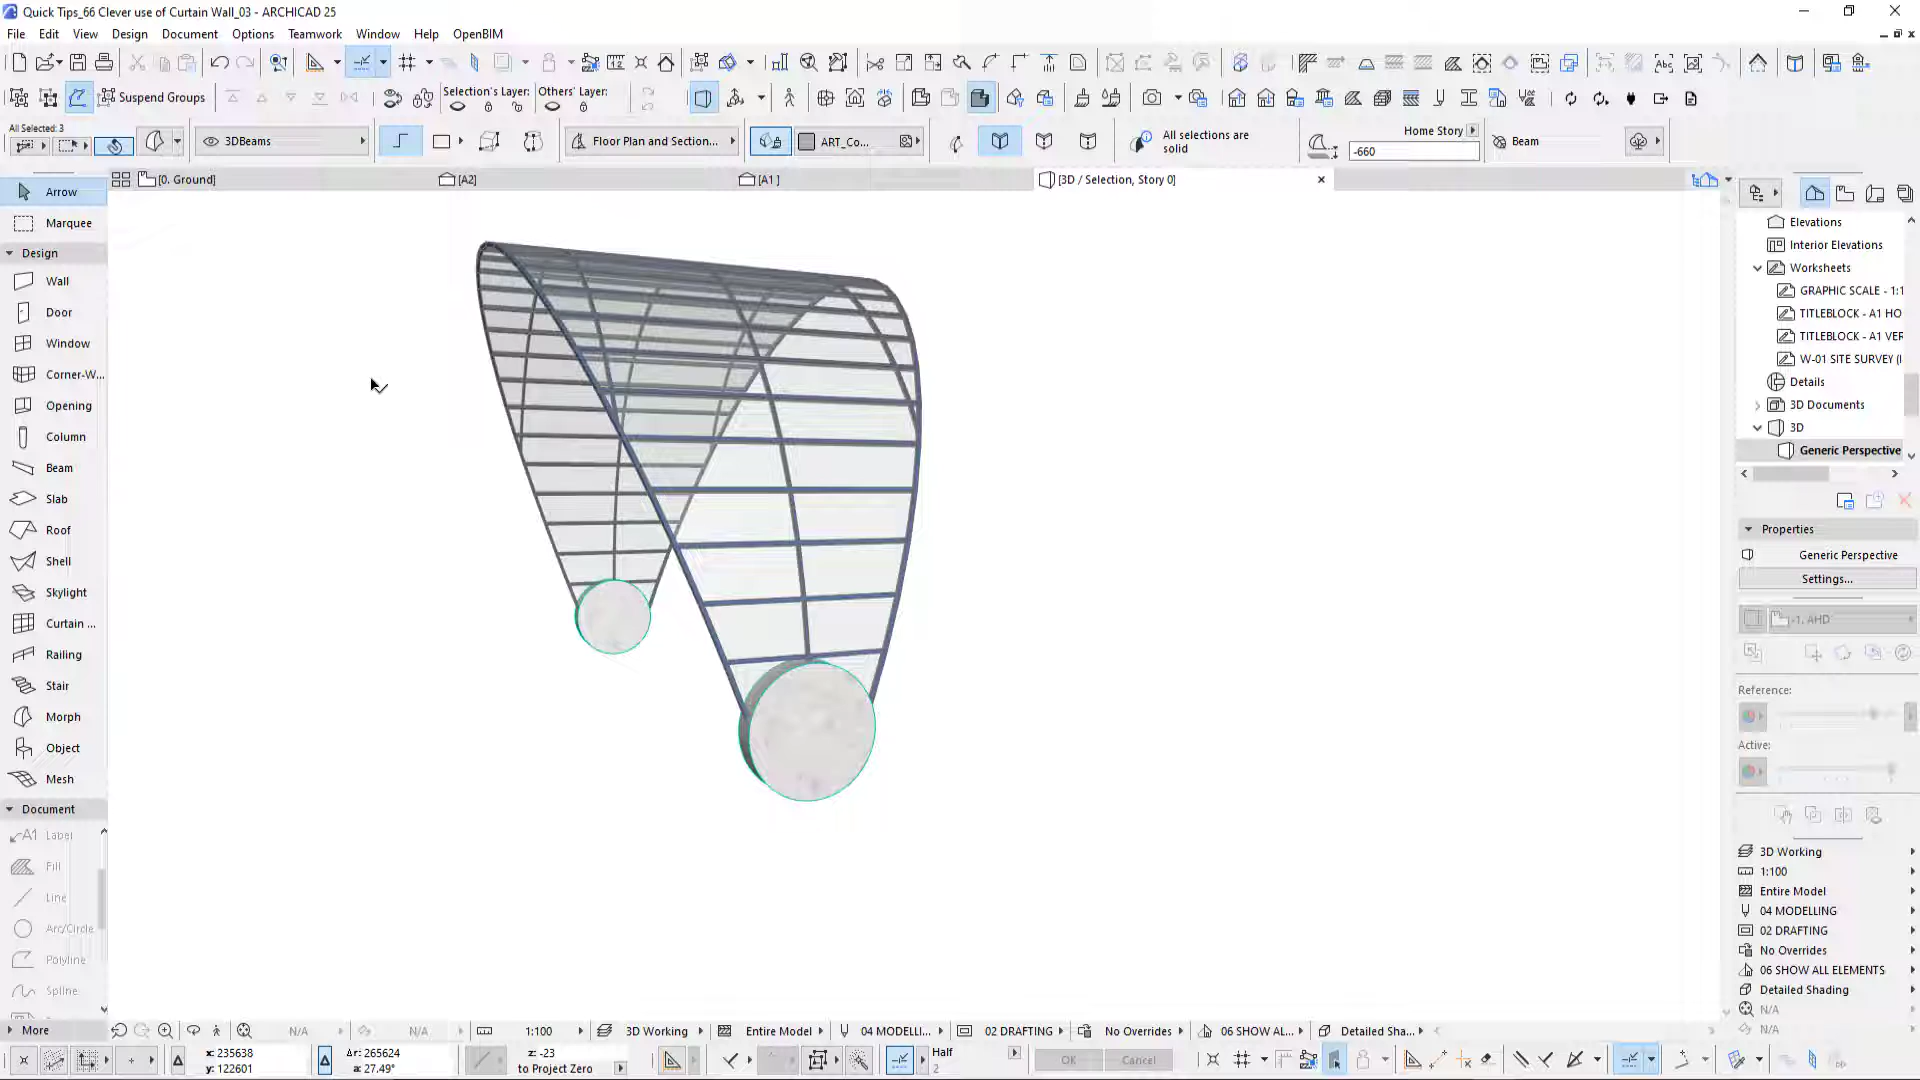 Quick Tips_66 Clever use of Curtain Wall_03 - ARCHICAD 25
File Edit View Design Document Options Teamwork Window Help OpenBIM
Suspend Groups
Selection's Layer:
Others' Layer:
All Selected: 3
3DBeams
Floor Plan and Section...
ART_Co...
All selections are
solid
Home Story
-660
Beam
[0. Ground]
[A2]
[A1 ]
[3D / Selection, Story 0]
Arrow
Marquee
Design
Wall
Door
Window
Corner-W...
Opening
Column
Beam
Slab
Roof
Shell
Skylight
Curtain ...
Railing
Stair
Morph
Object
Mesh
Document
A1 Label
Fill
Line
Arc/Circle
Polyline
Spline
More
Elevations
Interior Elevations
Worksheets
GRAPHIC SCALE - 1:1
TITLEBLOCK - A1 HO
TITLEBLOCK - A1 VER
W-01 SITE SURVEY (I
Details
3D Documents
3D
Generic Perspective
Properties
Generic Perspective
Settings...
-1. AHD
Reference:
Active:
3D Working
1:100
Entire Model
04 MODELLING
02 DRAFTING
No Overrides
06 SHOW ALL ELEMENTS
Detailed Shading
N/A
N/A
N/A
N/A
1:100
3D Working
Entire Model
04 MODELLI...
02 DRAFTING
No Overrides
06 SHOW AL...
Detailed Sha...
x: 235638
y: 122601
Δr: 265624
a: 27.49°
z: -23
to Project Zero
Half
2
OK
Cancel